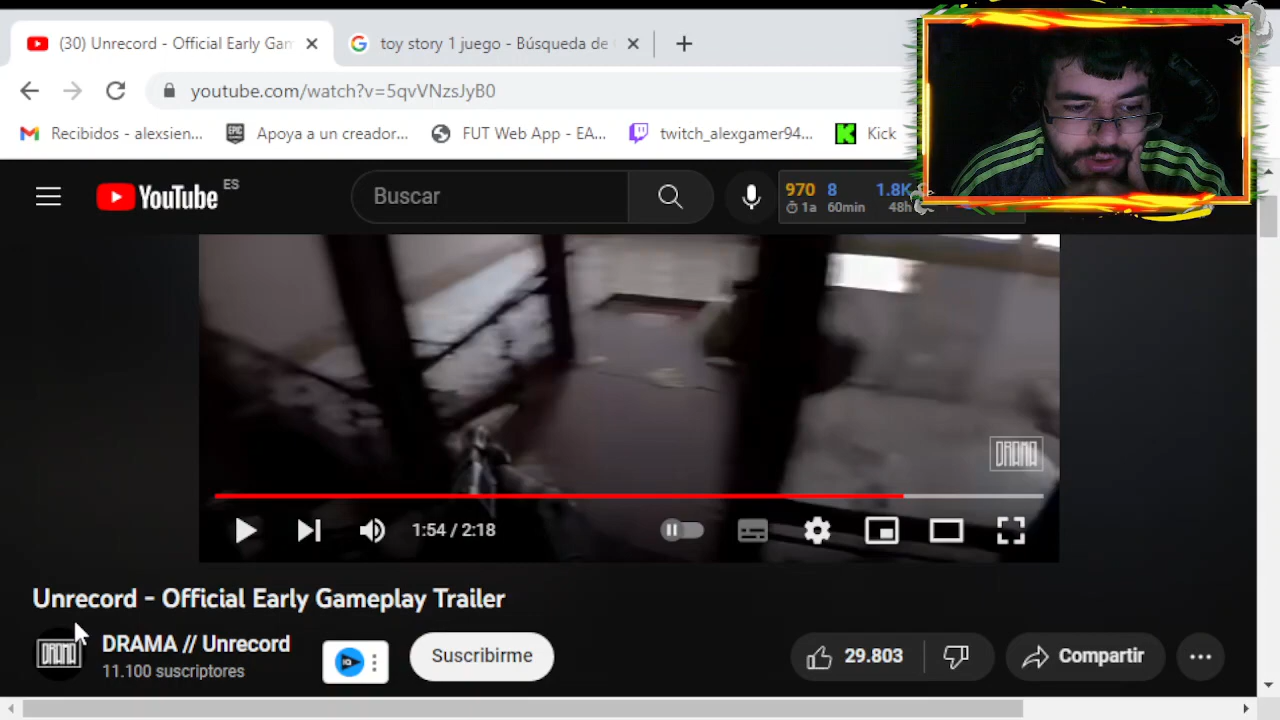 (30) Unrecord - Official Early Gam
toy story 1 juego - Búsqueda de
youtube.com/watch?v=5qvVNzsJyB0
Recibidos - alexsien...
EPIC
Apoya a un creador...
FUT Web App - EA...
twitch_alexgamer94...
Kick
YouTube ES
Buscar
970 8 1.8K
1a 60min 48h
DRAMA
1:54 / 2:18
Unrecord - Official Early Gameplay Trailer
DRAMA
DRAMA // Unrecord
11.100 suscriptores
Suscribirme
29.803
Compartir